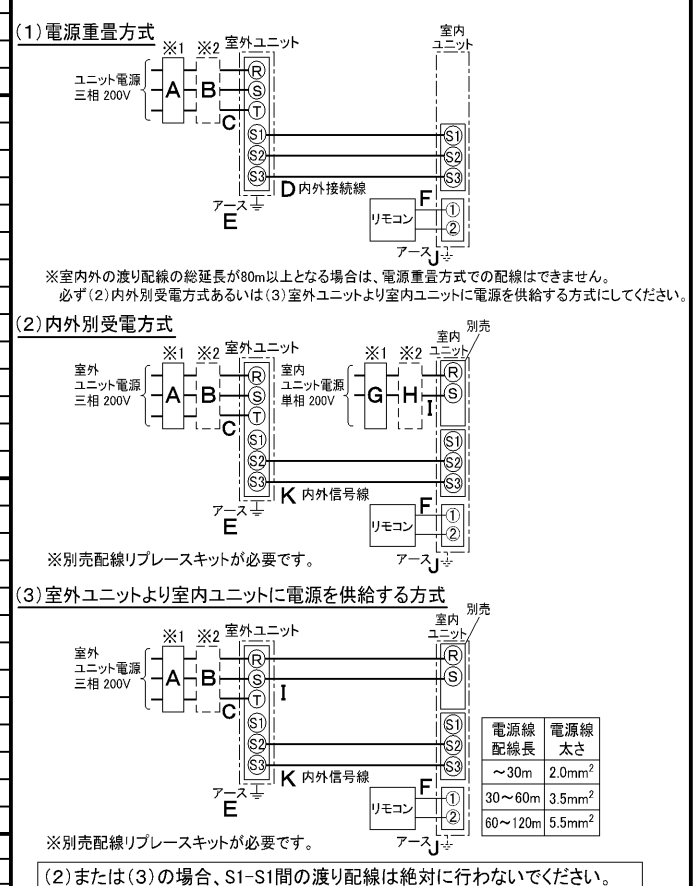 (1)電源重畳方式
※1 ※2 室外ユニット
室内
ユニット
ユニット電源
三相 200V
A B
C
R
S
T
S1
S2
S3
S1
S2
S3
D 内外接続線
アース
E
F
リモコン
①
②
アース J
※室内外の渡り配線の総延長が80m以上となる場合は、電源重畳方式での配線はできません。
必ず(2)内外別受電方式あるいは(3)室外ユニットより室内ユニットに電源を供給する方式にしてください。
(2)内外別受電方式
※1 ※2 室外ユニット
室外
ユニット電源
三相 200V
A B
C
R
S
T
S1
S2
S3
※1 ※2
室内
ユニット
別売
室内
ユニット電源
単相 200V
G H
I
R
S
S1
S2
S3
K 内外信号線
アース
E
F
リモコン
①
②
アース J
※別売配線リプレースキットが必要です。
(3)室外ユニットより室内ユニットに電源を供給する方式
※1 ※2 室外ユニット
室内
ユニット
別売
室外
ユニット電源
三相 200V
A B
C
R
S
T
S1
S2
S3
I
R
S
S1
S2
S3
K 内外信号線
アース
E
F
リモコン
①
②
アース J
電源線 電源線
配線長 太さ
~30m 2.0mm²
30~60m 3.5mm²
60~120m 5.5mm²
※別売配線リプレースキットが必要です。
(2)または(3)の場合、S1-S1間の渡り配線は絶対に行わないでください。